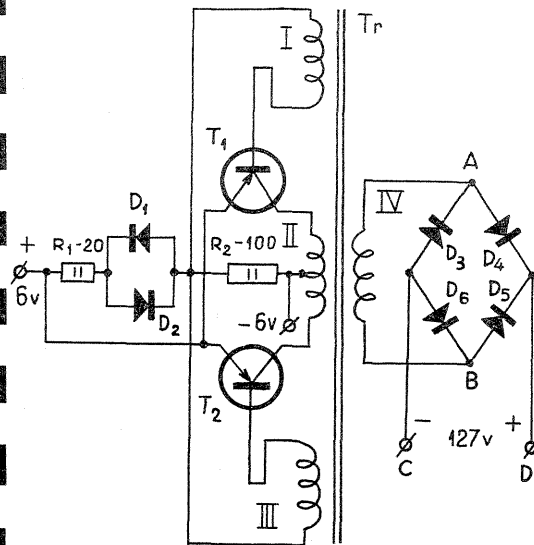 I
Tr
T1
A
D1
II
IV
+
R1-20
R2-100
D3
D4
6v
D2
D6
D5
-6v
B
T2
-
127v
+
C
D
III